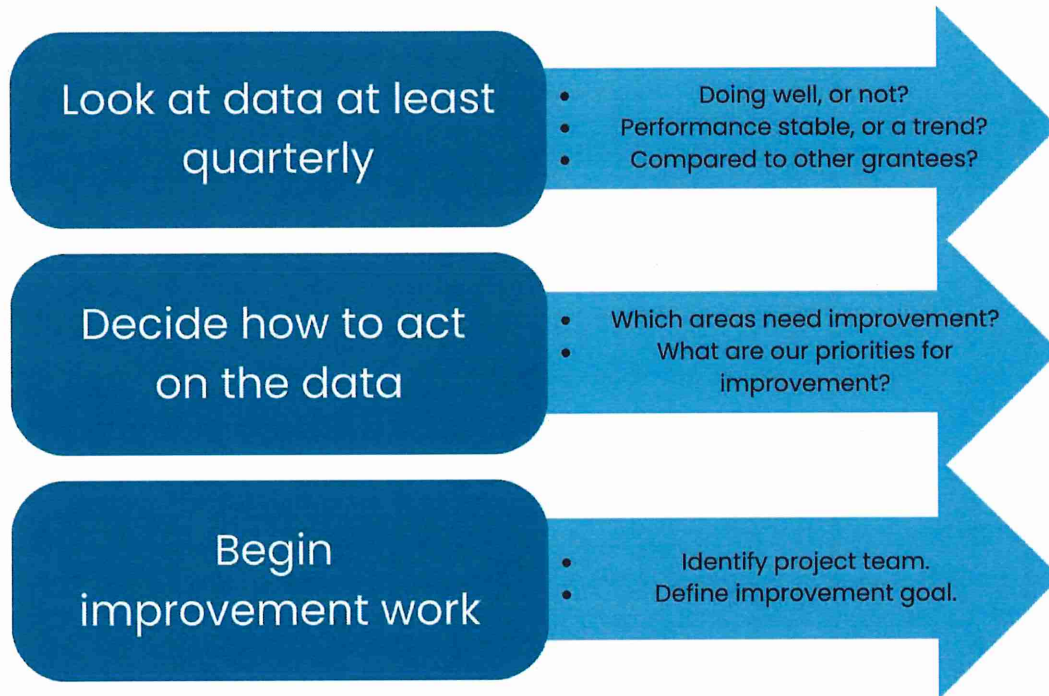 Look at data at least
quarterly
• Doing well, or not?
• Performance stable, or a trend?
• Compared to other grantees?
Decide how to act
on the data
• Which areas need improvement?
• What are our priorities for
improvement?
Begin
improvement work
• Identify project team.
• Define improvement goal.